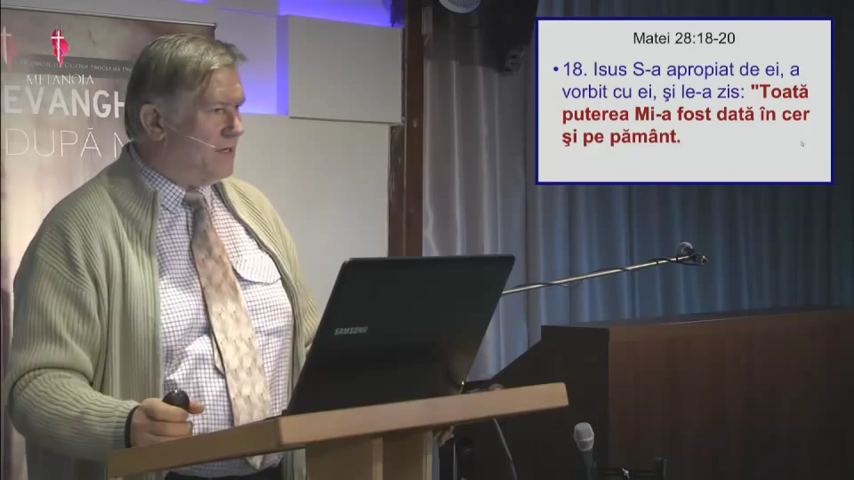 METANOIA
EVANGH
DUPĂ
Matei 28:18-20
• 18. Isus S-a apropiat de ei, a
vorbit cu ei, şi le-a zis: "Toată
puterea Mi-a fost dată în cer
şi pe pământ.
SAMSUNG